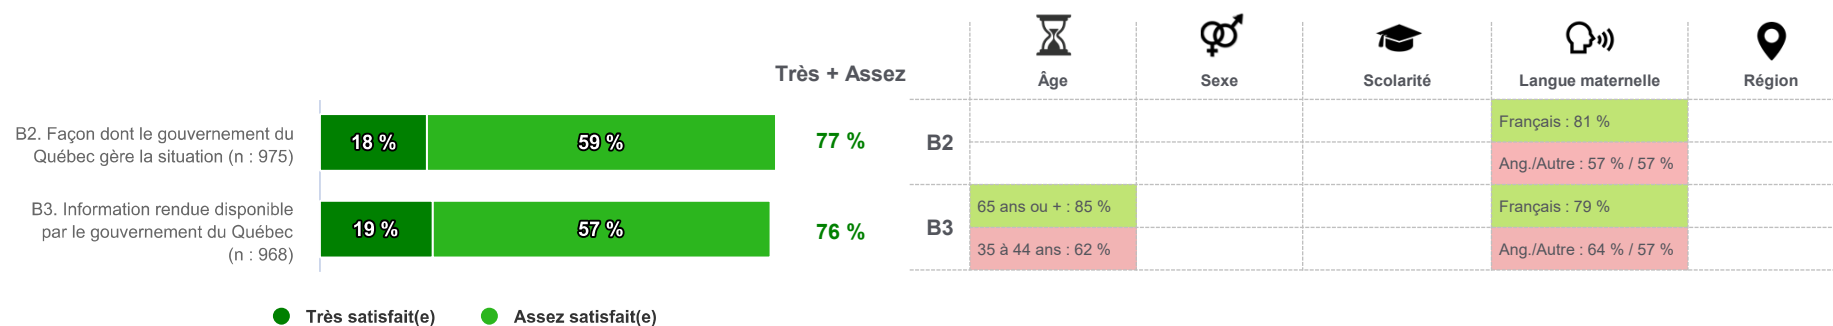 Très + Assez
Âge
Sexe
Scolarité
Langue maternelle
Région
B2. Façon dont le gouvernement du
Québec gère la situation (n : 975)
18 %
59 %
77 %
B2
Français : 81 %
Ang./Autre : 57 % / 57 %
B3. Information rendue disponible
par le gouvernement du Québec
(n : 968)
19 %
57 %
76 %
B3
65 ans ou + : 85 %
Français : 79 %
35 à 44 ans : 62 %
Ang./Autre : 64 % / 57 %
Très satisfait(e)
Assez satisfait(e)